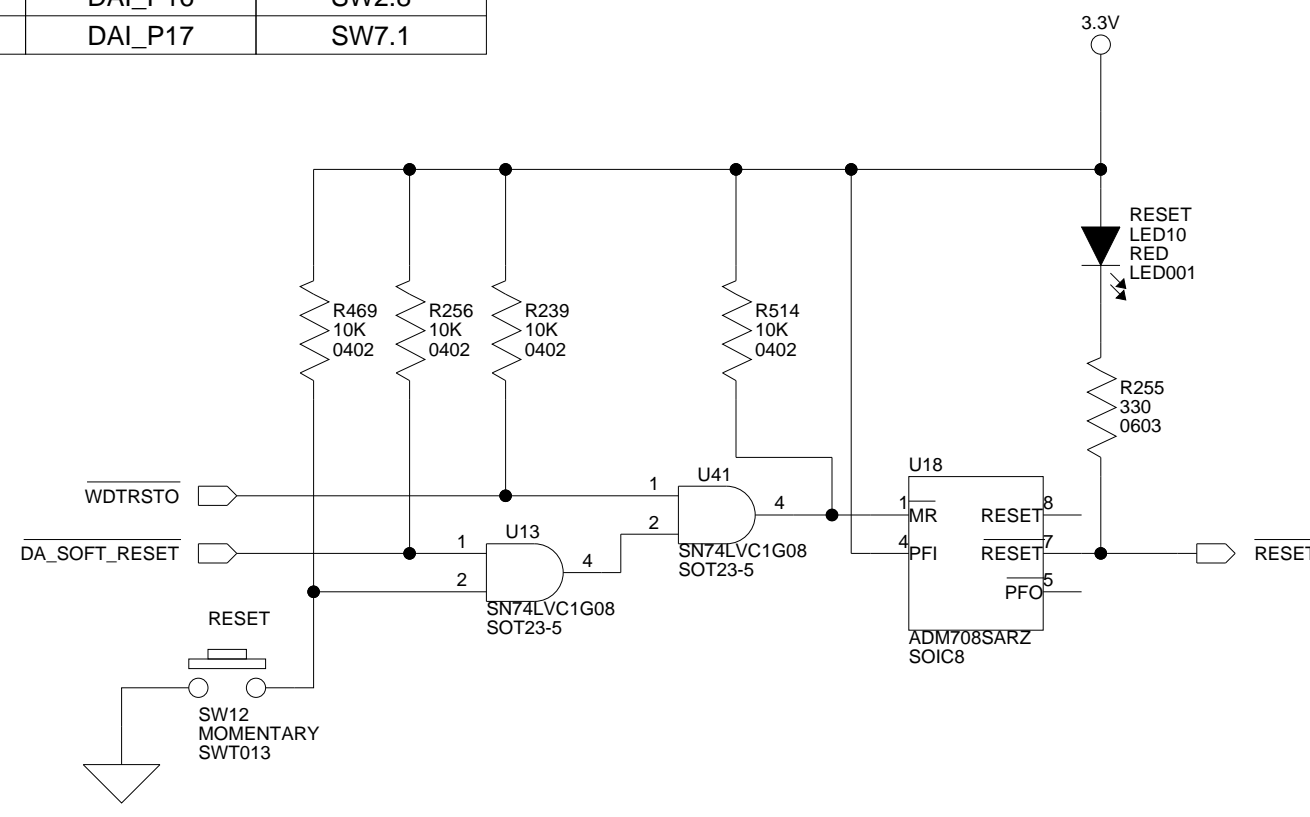 DAI_P16 SW2.8
DAI_P17 SW7.1
3.3V
RESET
LED10
RED
LED001
R469
10K
0402
R256
10K
0402
R239
10K
0402
R514
10K
0402
R255
330
0603
WDTRSTO
DA_SOFT_RESET
U13
1
2
4
SN74LVC1G08
SOT23-5
U41
1
2
4
SN74LVC1G08
SOT23-5
U18
1
MR
4
PFI
RESET
8
RESET
7
PFO
5
ADM708SARZ
SOIC8
RESET
RESET
SW12
MOMENTARY
SWT013